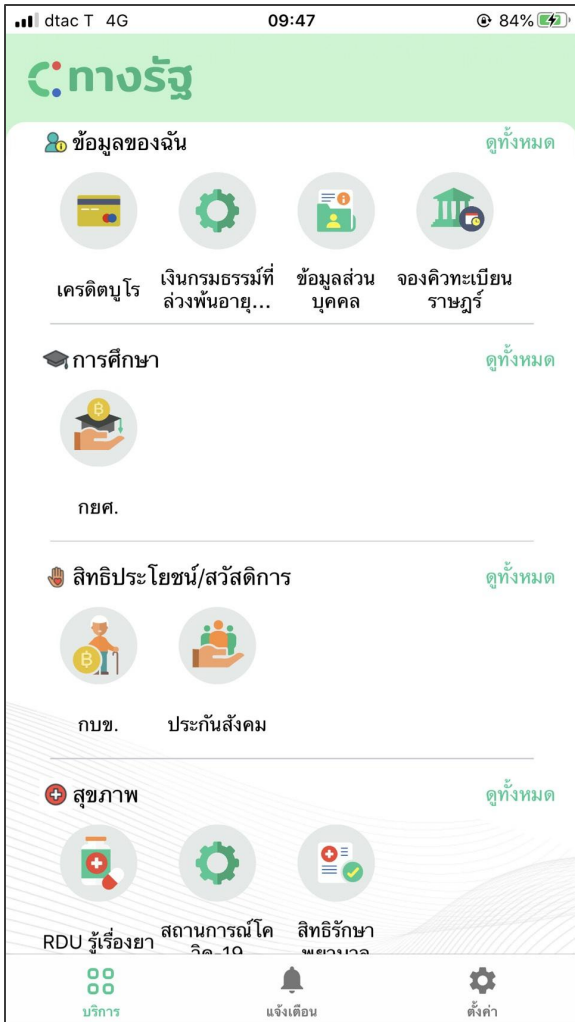 dtac T 4G 09:47 84%
ทางรัฐ
ข้อมูลของฉัน ดูทั้งหมด
เครดิตบูโร เงินกรมธรรม์ที่ล่วงพ้นอายุ... ข้อมูลส่วนบุคคล จองคิวทะเบียนราษฎร์
การศึกษา ดูทั้งหมด
กยศ.
สิทธิประโยชน์/สวัสดิการ ดูทั้งหมด
กบข. ประกันสังคม
สุขภาพ ดูทั้งหมด
RDU รู้เรื่องยา สถานการณ์โควิด-19 สิทธิรักษาพยาบาล
บริการ แจ้งเตือน ตั้งค่า